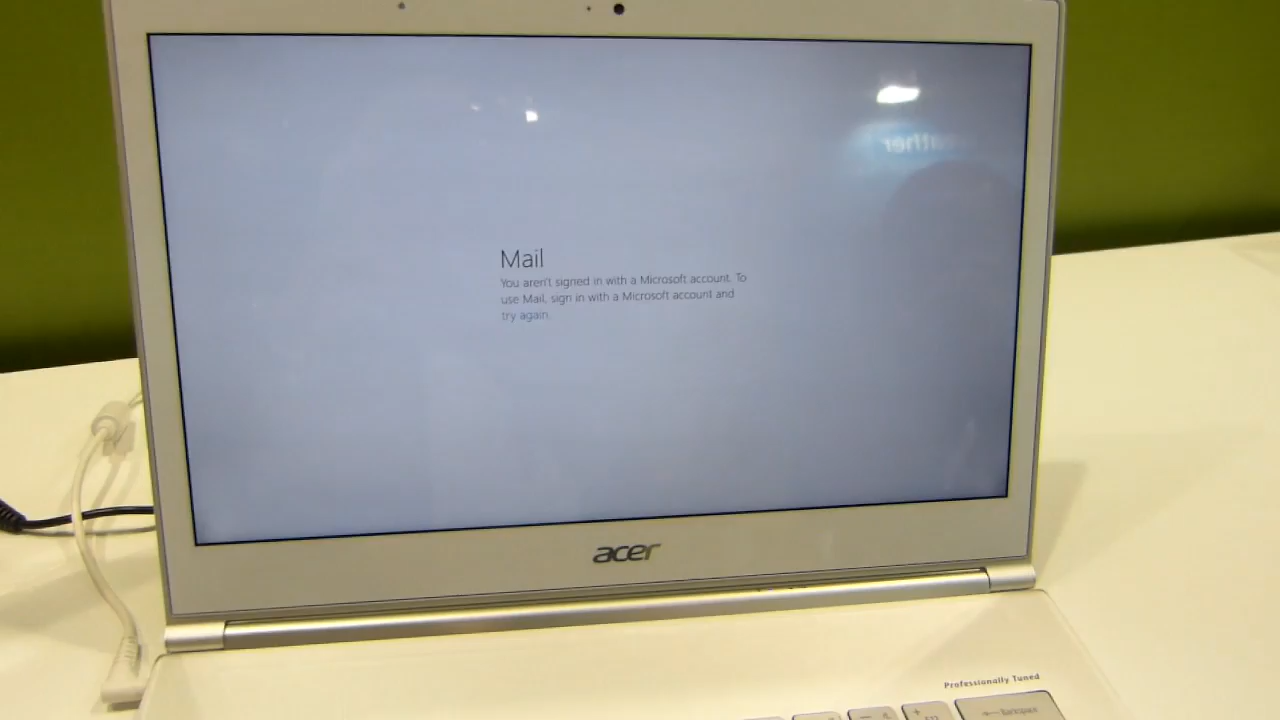 Mail
You aren't signed in with a Microsoft account. To
use Mail, sign in with a Microsoft account and
try again.
acer
Professionally Tuned
Backspace